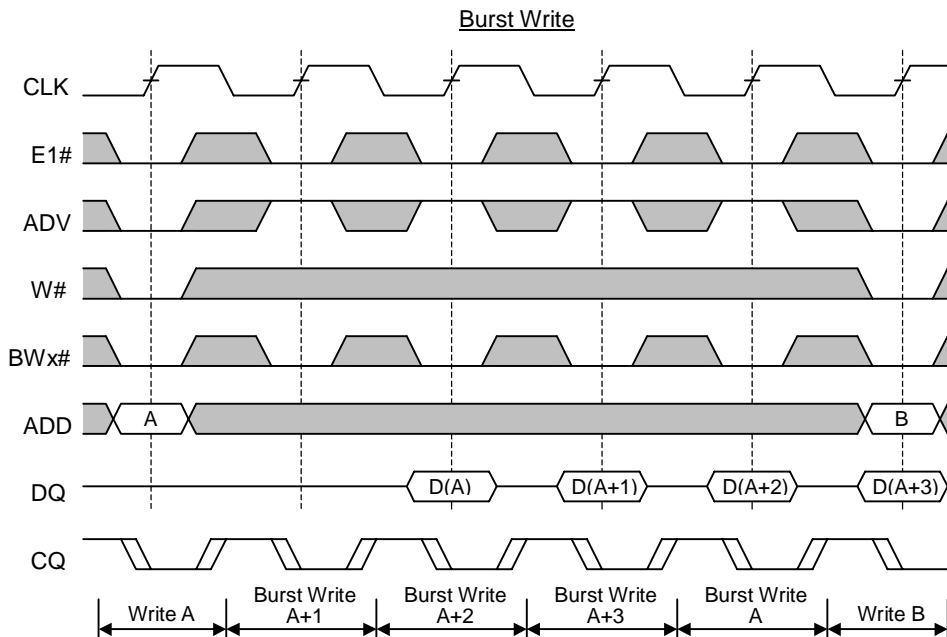 Burst Write
CLK
E1#
ADV
W#
BWx#
ADD A B
DQ D(A) D(A+1) D(A+2) D(A+3)
CQ
Write A Burst Write A+1 Burst Write A+2 Burst Write A+3 Burst Write A Write B